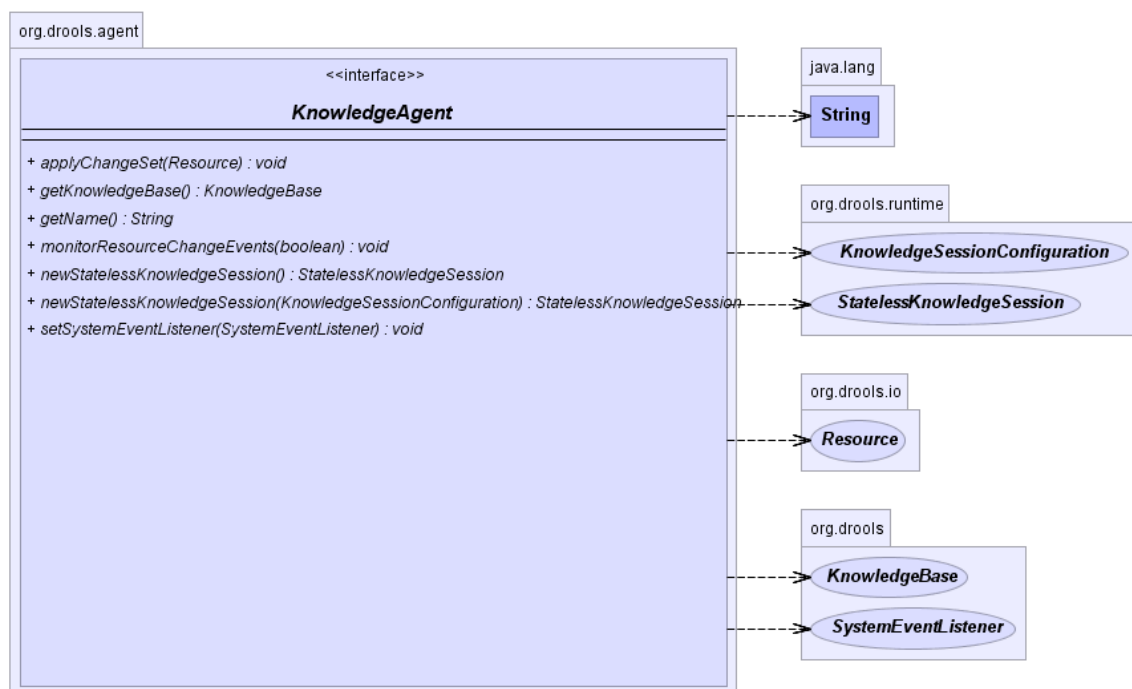 org.drools.agent
<<interface>>
KnowledgeAgent
+ applyChangeSet(Resource) : void
+ getKnowledgeBase() : KnowledgeBase
+ getName() : String
+ monitorResourceChangeEvents(boolean) : void
+ newStatelessKnowledgeSession() : StatelessKnowledgeSession
+ newStatelessKnowledgeSession(KnowledgeSessionConfiguration) : StatelessKnowledgeSession
+ setSystemEventListener(SystemEventListener) : void
java.lang
String
org.drools.runtime
KnowledgeSessionConfiguration
StatelessKnowledgeSession
org.drools.io
Resource
org.drools
KnowledgeBase
SystemEventListener